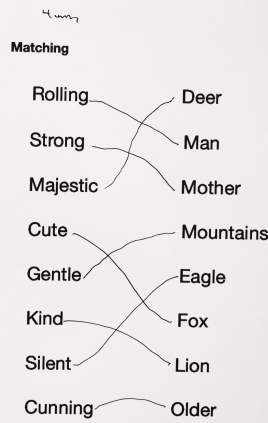 Matching
Rolling Deer
Strong Man
Majestic Mother
Cute Mountains
Gentle Eagle
Kind Fox
Silent Lion
Cunning Older